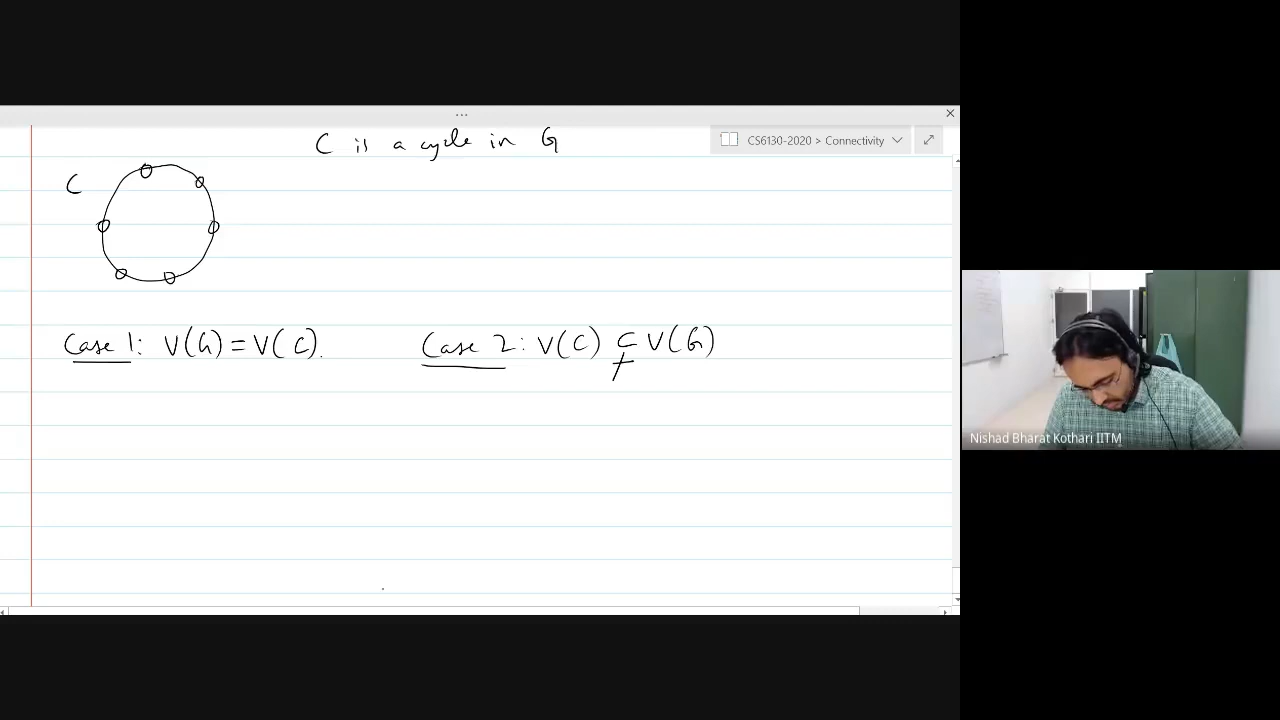 C is a cycle in G
CS6130-2020 > Connectivity
C
Case 1: V(G) = V(C).
Case 2: V(C) ⊊ V(G)
Nishad Bharat Kothari IITM